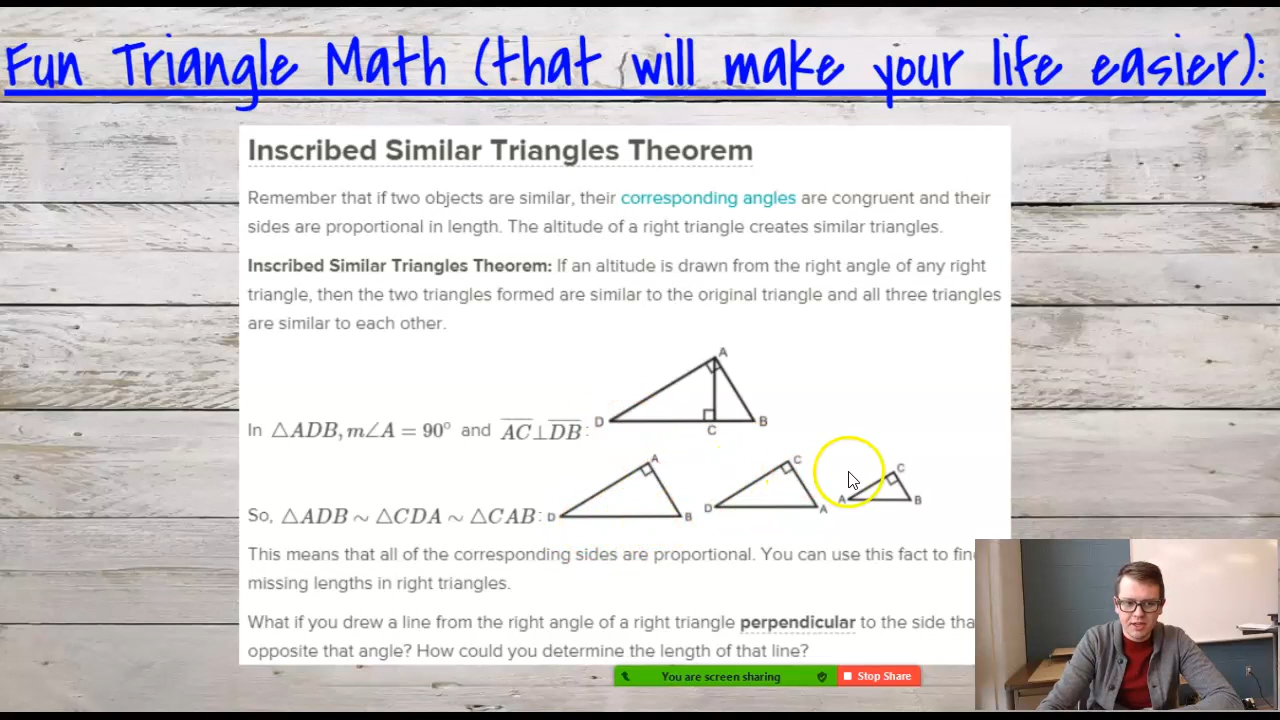 Fun Triangle Math (that will make your life easier):
Inscribed Similar Triangles Theorem
Remember that if two objects are similar, their corresponding angles are congruent and their
sides are proportional in length. The altitude of a right triangle creates similar triangles.
Inscribed Similar Triangles Theorem: If an altitude is drawn from the right angle of any right
triangle, then the two triangles formed are similar to the original triangle and all three triangles
are similar to each other.
A
D
C
B
In △ADB, m∠A = 90° and A̅C̅⊥D̅B̅:
A
D
B
C
D
A
C
A
B
So, △ADB ~ △CDA ~ △CAB:
This means that all of the corresponding sides are proportional. You can use this fact to fin
missing lengths in right triangles.
What if you drew a line from the right angle of a right triangle perpendicular to the side tha
opposite that angle? How could you determine the length of that line?
You are screen sharing
Stop Share